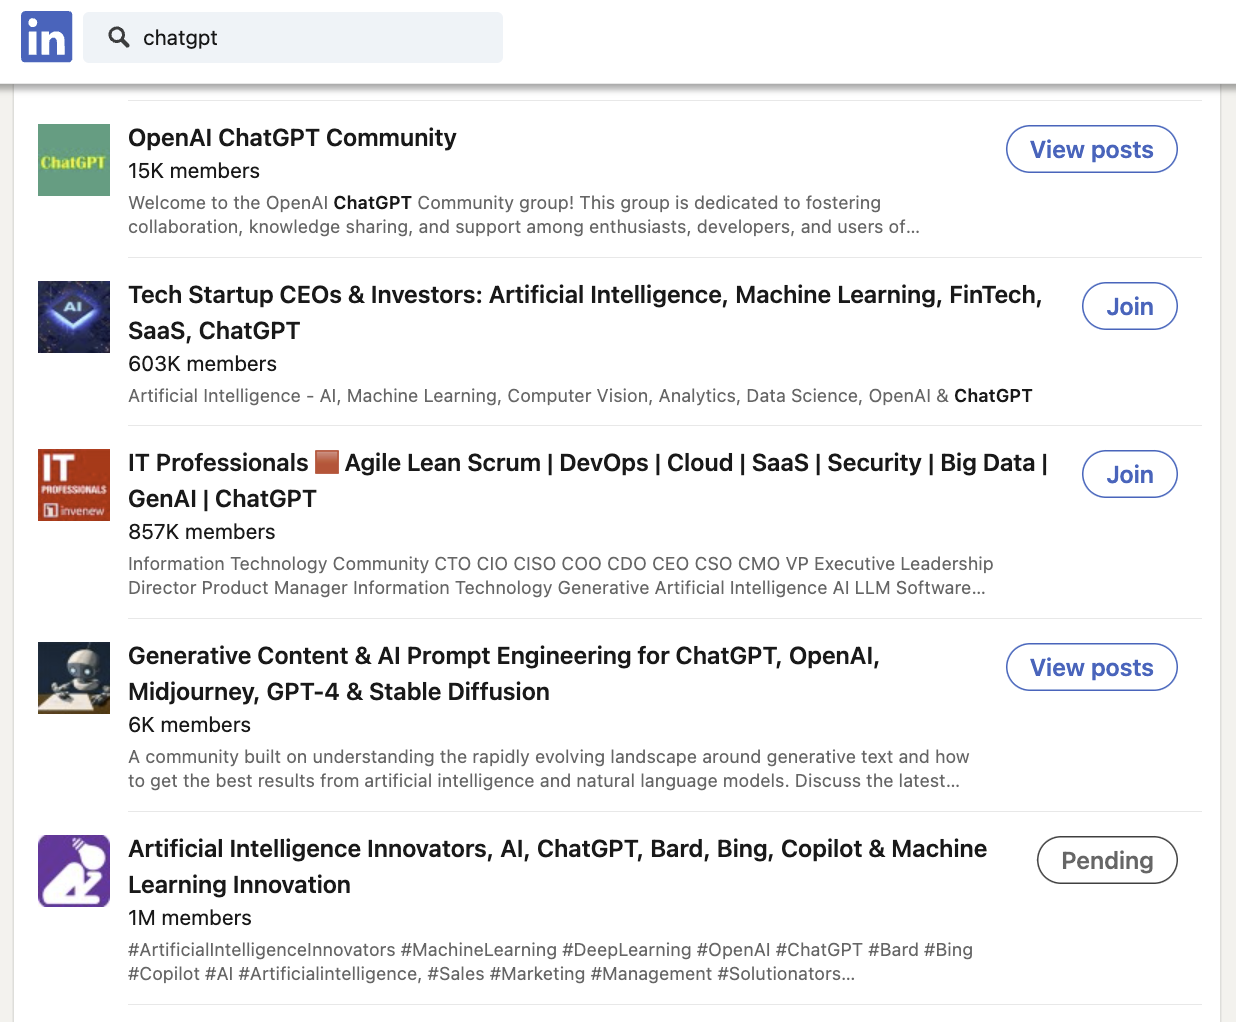 in
chatgpt
ChatGPT
OpenAI ChatGPT Community
View posts
15K members
Welcome to the OpenAI ChatGPT Community group! This group is dedicated to fostering
collaboration, knowledge sharing, and support among enthusiasts, developers, and users of...
AI
Tech Startup CEOs & Investors: Artificial Intelligence, Machine Learning, FinTech,
SaaS, ChatGPT
Join
603K members
Artificial Intelligence - AI, Machine Learning, Computer Vision, Analytics, Data Science, OpenAI & ChatGPT
IT
PROFESSIONALS
invenew
IT Professionals 🟫 Agile Lean Scrum | DevOps | Cloud | SaaS | Security | Big Data |
GenAI | ChatGPT
Join
857K members
Information Technology Community CTO CIO CISO COO CDO CEO CSO CMO VP Executive Leadership
Director Product Manager Information Technology Generative Artificial Intelligence AI LLM Software...
Generative Content & AI Prompt Engineering for ChatGPT, OpenAI,
Midjourney, GPT-4 & Stable Diffusion
View posts
6K members
A community built on understanding the rapidly evolving landscape around generative text and how
to get the best results from artificial intelligence and natural language models. Discuss the latest...
Artificial Intelligence Innovators, AI, ChatGPT, Bard, Bing, Copilot & Machine
Learning Innovation
Pending
1M members
#ArtificialIntelligenceInnovators #MachineLearning #DeepLearning #OpenAI #ChatGPT #Bard #Bing
#Copilot #AI #Artificialintelligence, #Sales #Marketing #Management #Solutionators...